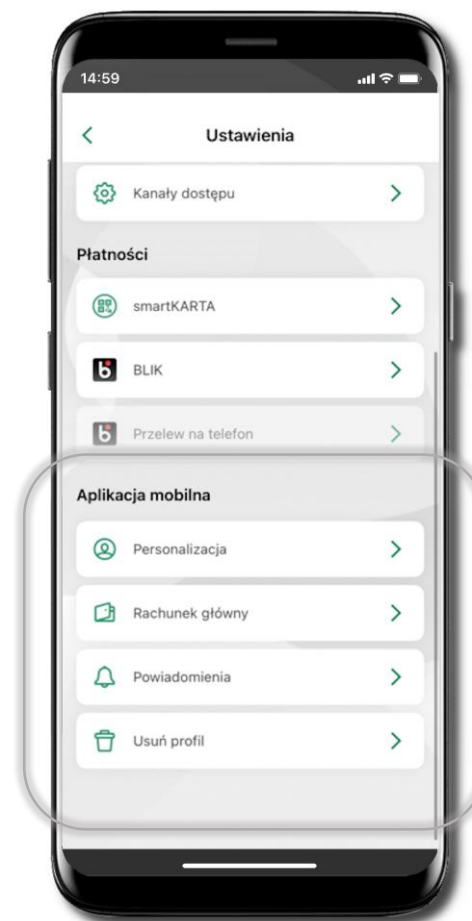 14:59
Ustawienia
Kanały dostępu
Płatności
smartKARTA
BLIK
Przelew na telefon
Aplikacja mobilna
Personalizacja
Rachunek główny
Powiadomienia
Usuń profil